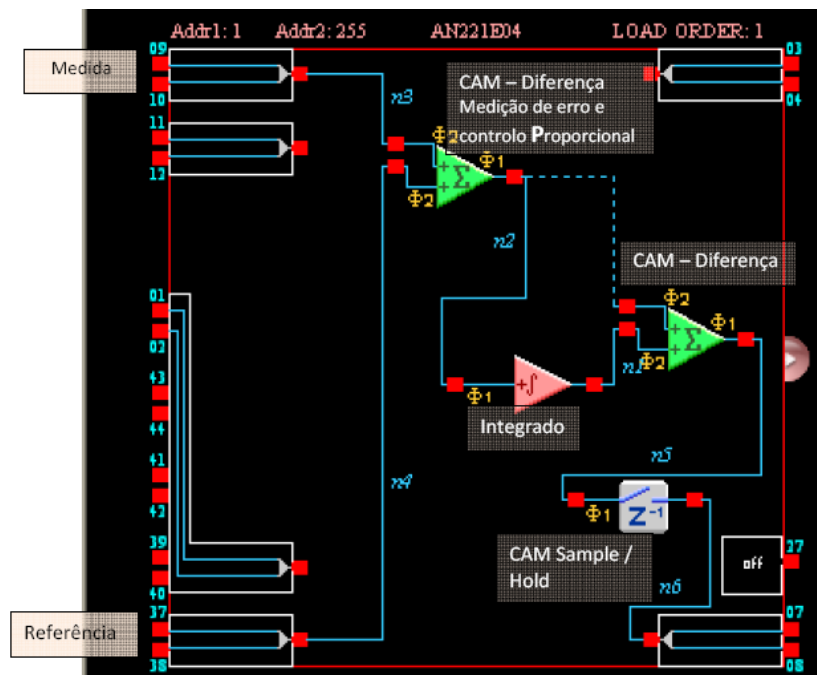 Addr1: 1 Addr2: 255 AN221E04 LOAD ORDER: 1
09
03
Medida
CAM – Diferença
Medição de erro e
controlo Proporcional
n3
10
04
11
Φ2
Φ1
+
Σ
+
12
Φ2
n2
CAM – Diferença
01
Φ2
Φ1
+
Σ
+
02
n1
Φ2
43
+∫
Φ1
Integrado
44
41
n5
n4
Φ1
Z-1
42
39
CAM Sample /
Hold
27
off
n6
40
37
07
Referência
38
08